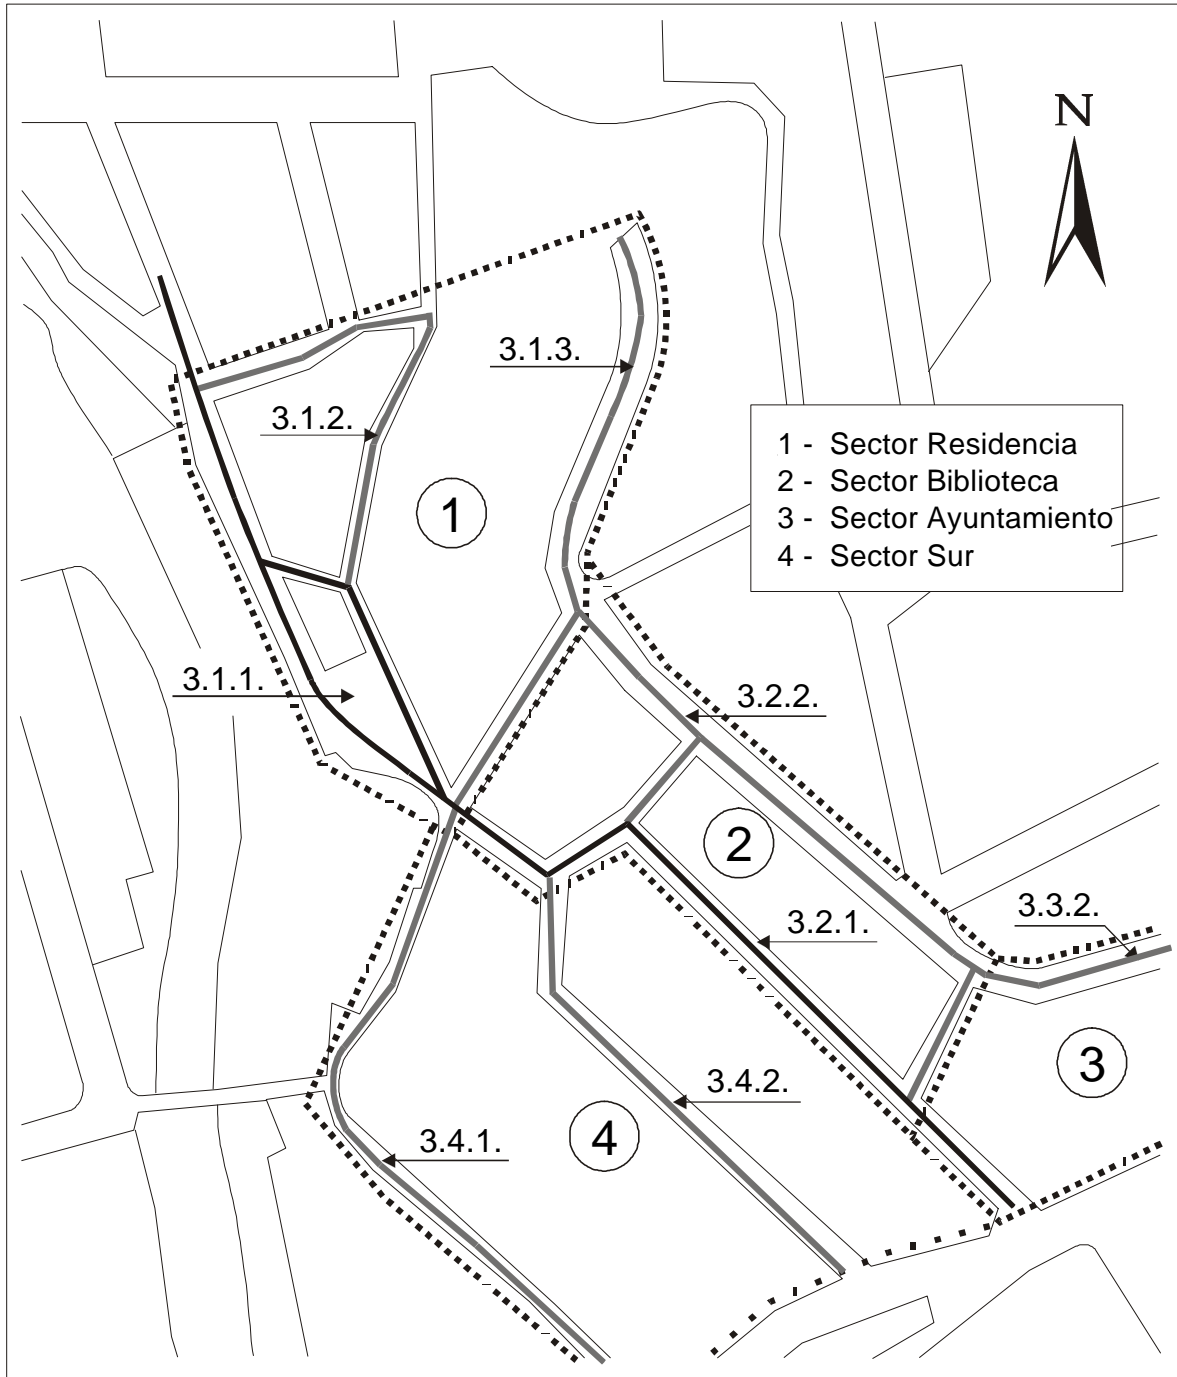 N
3.1.3.
3.1.2.
1 - Sector Residencia
2 - Sector Biblioteca
3 - Sector Ayuntamiento
4 - Sector Sur
1
3.1.1.
3.2.2.
2
3.3.2.
3.2.1.
3
3.4.2.
4
3.4.1.